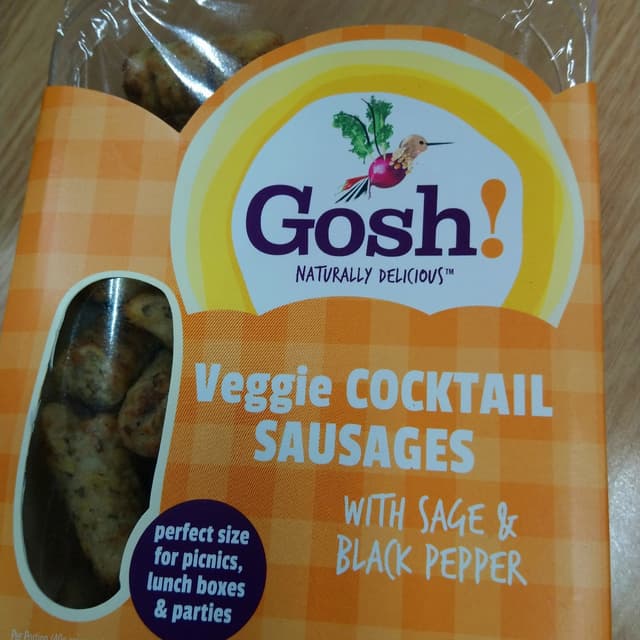 Gosh!
NATURALLY DELICIOUS™
Veggie COCKTAIL
SAUSAGES
WITH SAGE &
BLACK PEPPER
perfect size
for picnics,
lunch boxes
& parties